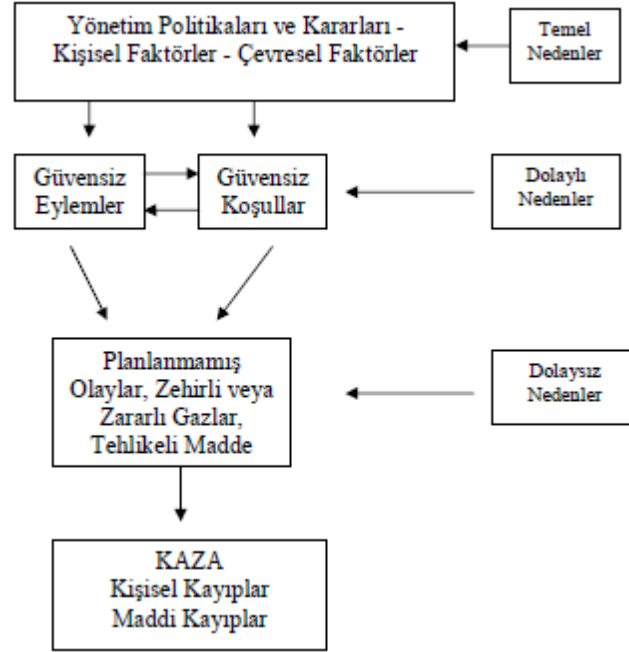 Yönetim Politikaları ve Kararları -
Kişisel Faktörler - Çevresel Faktörler
Temel
Nedenler
Güvensiz
Eylemler
Güvensiz
Koşullar
Dolaylı
Nedenler
Planlanmamış
Olaylar, Zehirli veya
Zararlı Gazlar,
Tehlikeli Madde
Dolaysız
Nedenler
KAZA
Kişisel Kayıplar
Maddi Kayıplar